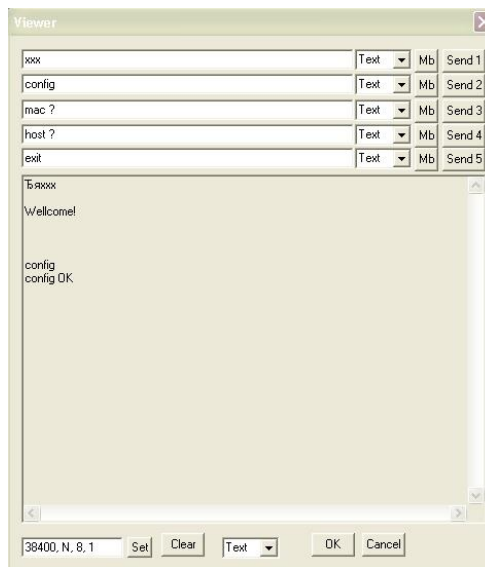 Viewer
xxx Text Mb Send 1
config Text Mb Send 2
mac ? Text Mb Send 3
host ? Text Mb Send 4
exit Text Mb Send 5
Ъяxxx
Wellcome!
config
config OK
38400, N, 8, 1 Set Clear Text OK Cancel